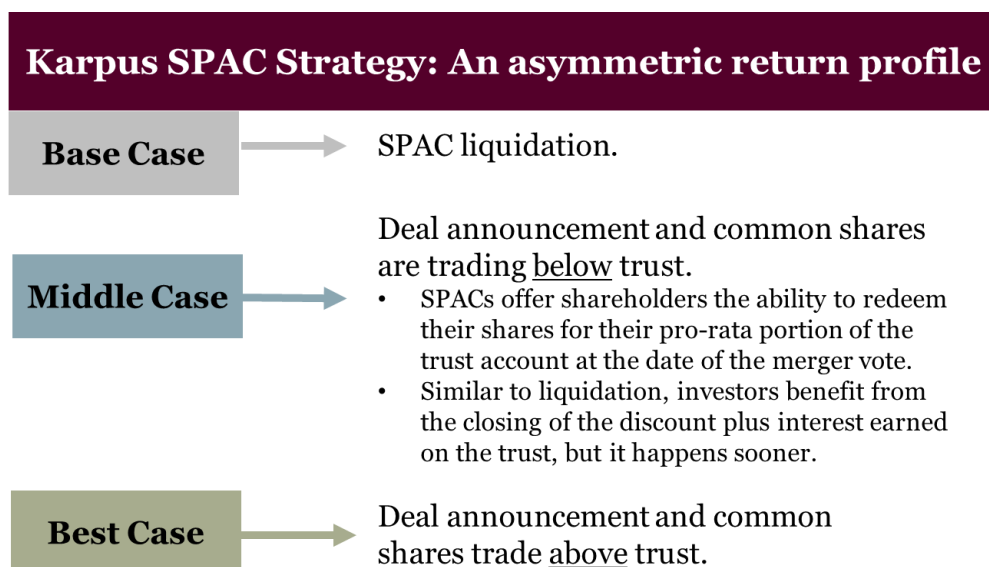 Karpus SPAC Strategy: An asymmetric return profile
Base Case
SPAC liquidation.
Middle Case
Deal announcement and common shares
are trading below trust.
• SPACs offer shareholders the ability to redeem
their shares for their pro-rata portion of the
trust account at the date of the merger vote.
• Similar to liquidation, investors benefit from
the closing of the discount plus interest earned
on the trust, but it happens sooner.
Best Case
Deal announcement and common
shares trade above trust.